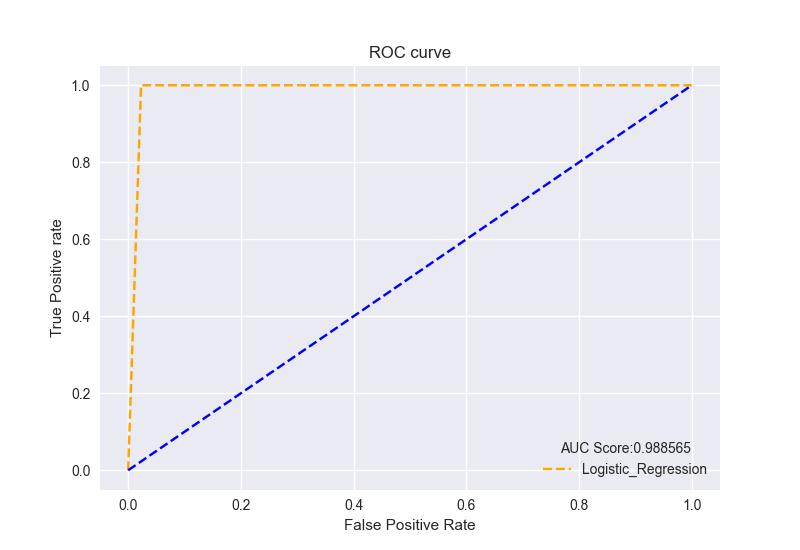 ROC curve
1.0
0.8
0.6
0.4
0.2
0.0
True Positive rate
AUC Score:0.988565
Logistic_Regression
0.0 0.2 0.4 0.6 0.8 1.0
False Positive Rate